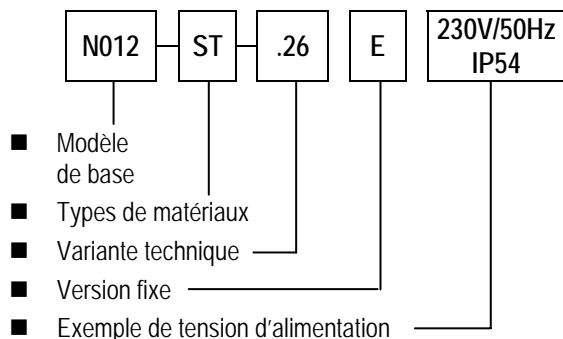 N012 ST .26 E 230V/50Hz
IP54
■ Modèle
de base
■ Types de matériaux
■ Variante technique
■ Version fixe
■ Exemple de tension d'alimentation